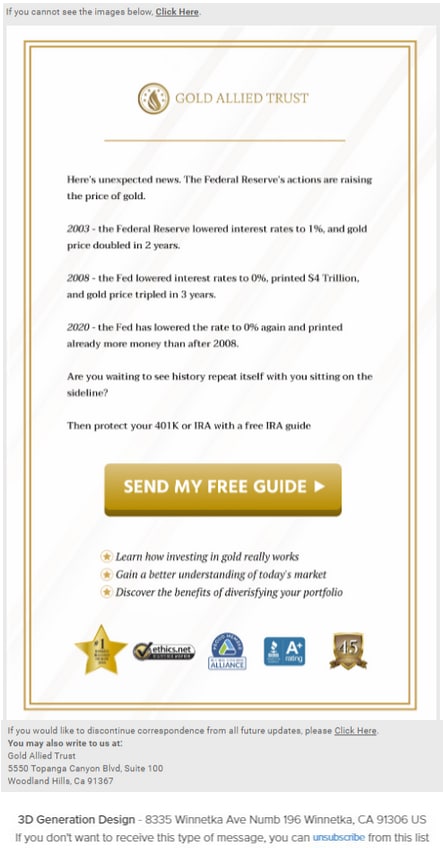 If you cannot see the images below, Click Here.
GOLD ALLIED TRUST
Here's unexpected news. The Federal Reserve's actions are raising
the price of gold.
2003 - the Federal Reserve lowered interest rates to 1%, and gold
price doubled in 2 years.
2008 - the Fed lowered interest rates to 0%, printed $4 Trillion,
and gold price tripled in 3 years.
2020 - the Fed has lowered the rate to 0% again and printed
already more money than after 2008.
Are you waiting to see history repeat itself with you sitting on the
sideline?
Then protect your 401K or IRA with a free IRA guide
SEND MY FREE GUIDE
Learn how investing in gold really works
Gain a better understanding of today's market
Discover the benefits of diverisfying your portfolio
#1
ethics.net
ALLIANCE
BBB
A+
rating
45
If you would like to discontinue correspondence from all future updates, please Click Here.
You may also write to us at:
Gold Allied Trust
5550 Topanga Canyon Blvd, Suite 100
Woodland Hills, Ca 91367
3D Generation Design - 8335 Winnetka Ave Numb 196 Winnetka, CA 91306 US
If you don't want to receive this type of message, you can unsubscribe from this list